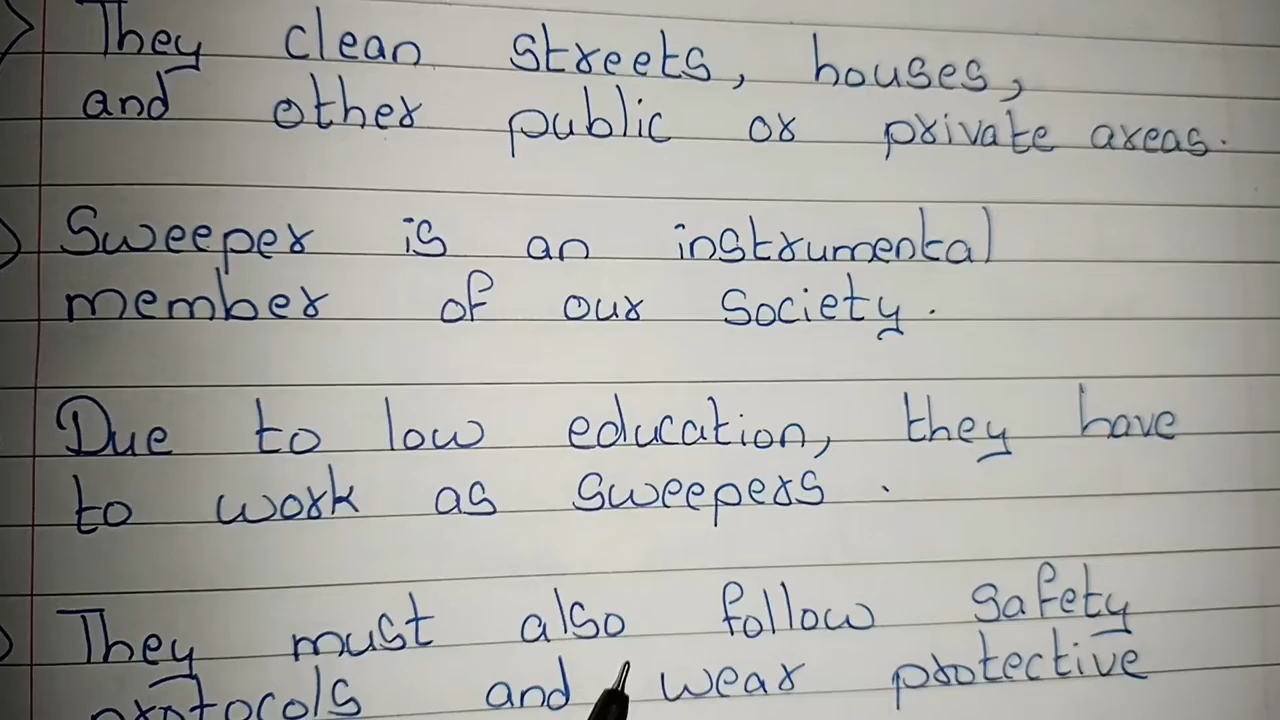 They clean streets, houses,
and other public or private areas.
Sweeper is an instrumental
member of our society.
Due to low education, they have
to work as sweepers.
They must also follow safety
protocols and wear protective